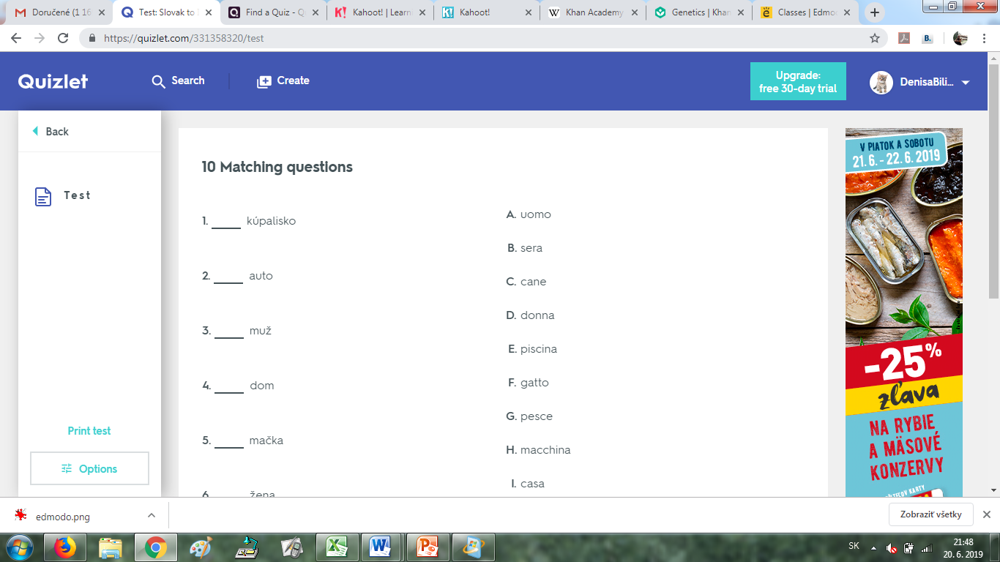 Doručené (1 16
Test: Slovak to
Find a Quiz - Q
Kahoot! | Learn
Kahoot!
Khan Academy
Genetics | Khan
Classes | Edmo
https://quizlet.com/331358320/test
Quizlet
Search
Create
Upgrade:
free 30-day trial
DenisaBili...
Back
Test
Print test
Options
10 Matching questions
1. _____ kúpalisko
2. _____ auto
3. _____ muž
4. _____ dom
5. _____ mačka
6. _____ žena
A. uomo
B. sera
C. cane
D. donna
E. piscina
F. gatto
G. pesce
H. macchina
I. casa
V PIATOK A SOBOTU
21. 6. - 22. 6. 2019
-25%
zľava
NA RYBIE
A MÄSOVÉ
KONZERVY
edmodo.png
Zobraziť všetky
SK
21:48
20. 6. 2019